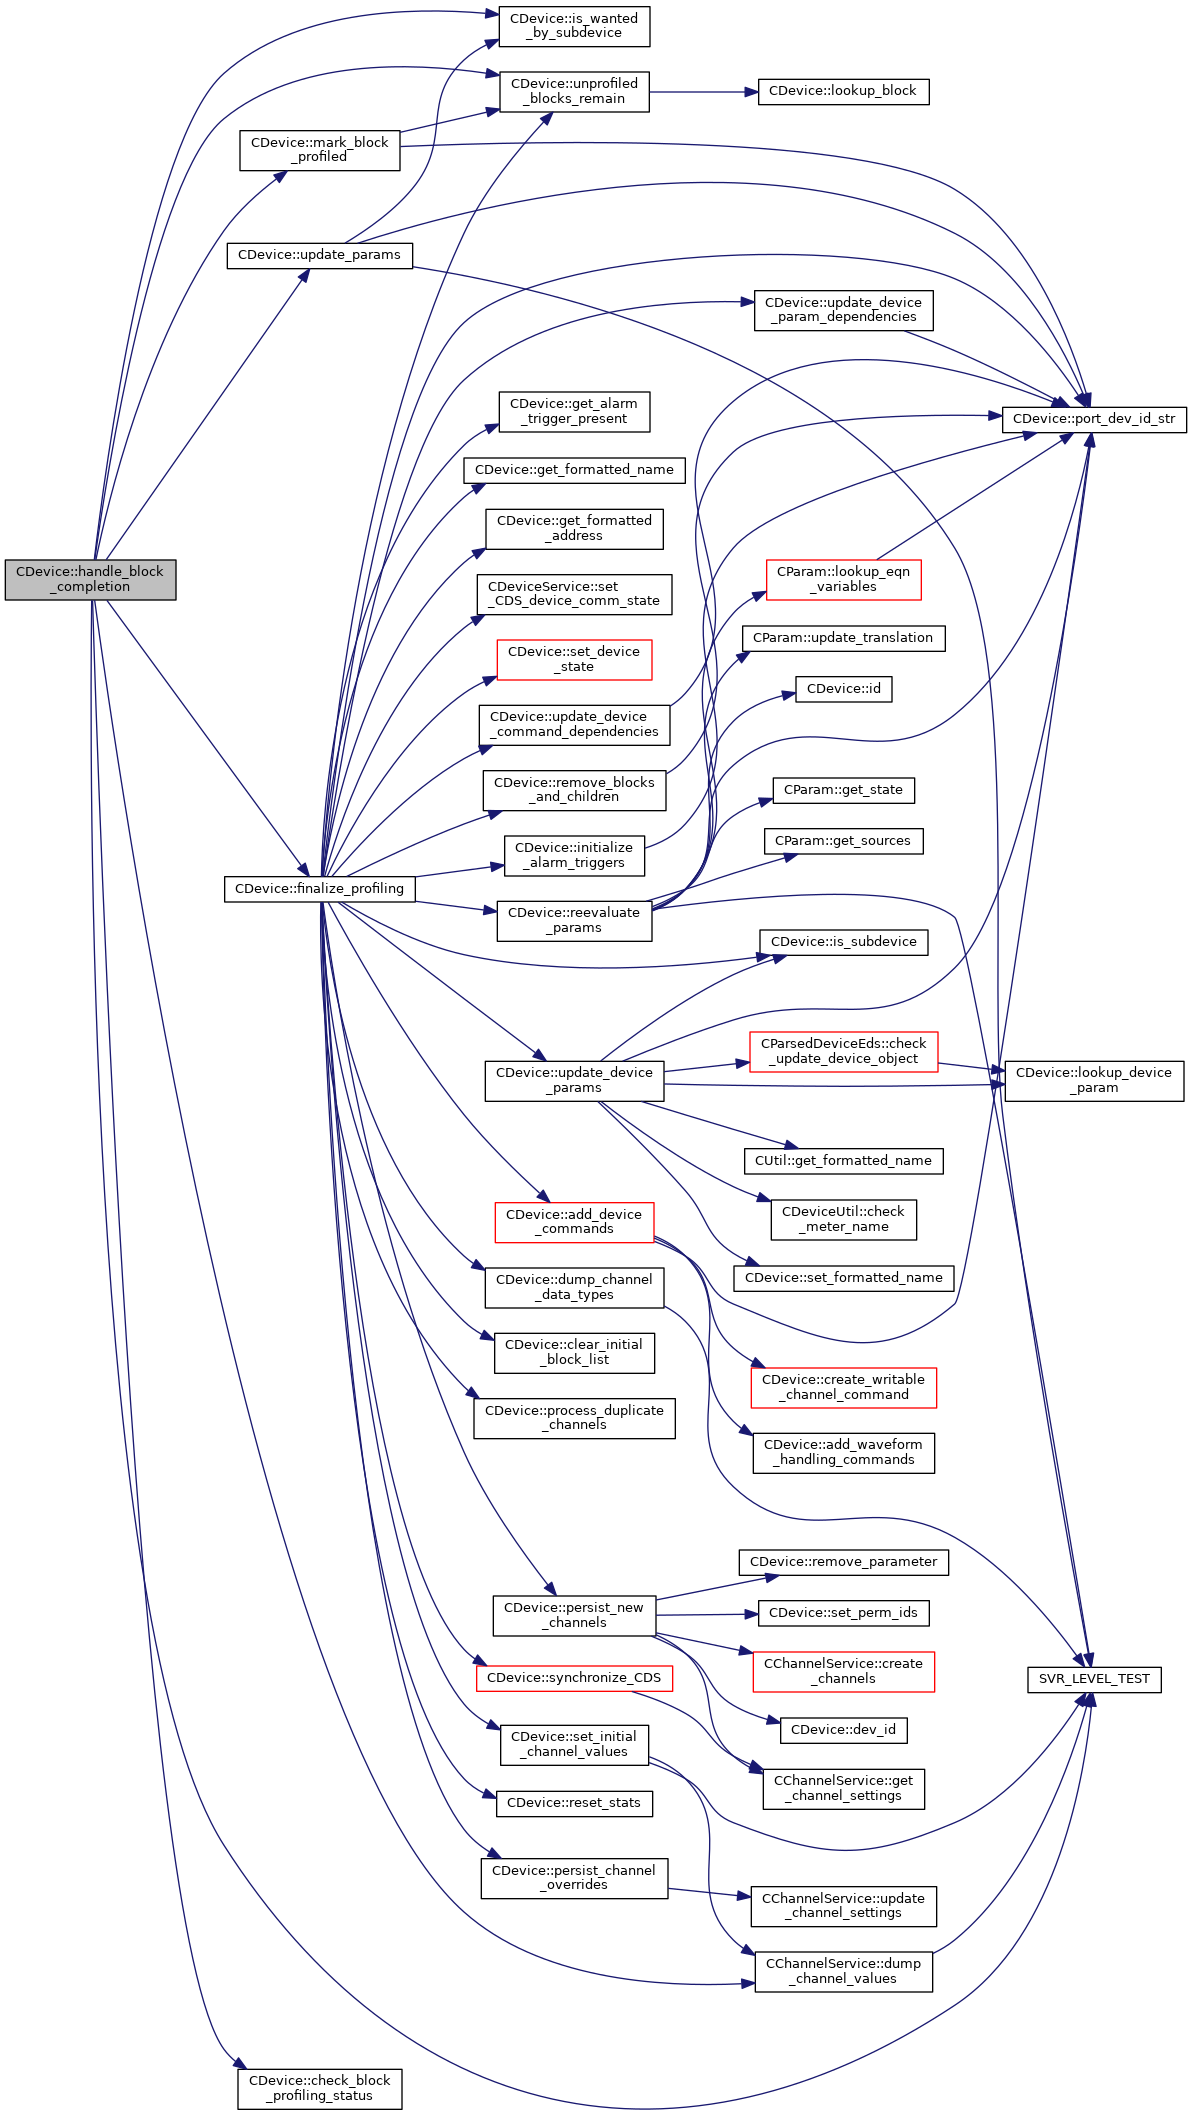 CDevice::is_wanted
_by_subdevice
CDevice::unprofiled
_blocks_remain
CDevice::lookup_block
CDevice::mark_block
_profiled
CDevice::update_params
CDevice::update_device
_param_dependencies
CDevice::get_alarm
_trigger_present
CDevice::port_dev_id_str
CDevice::get_formatted_name
CDevice::get_formatted
_address
CDevice::handle_block
_completion
CParam::lookup_eqn
_variables
CDeviceService::set
_CDS_device_comm_state
CParam::update_translation
CDevice::set_device
_state
CDevice::id
CDevice::update_device
_command_dependencies
CDevice::remove_blocks
_and_children
CParam::get_state
CParam::get_sources
CDevice::initialize
_alarm_triggers
CDevice::finalize_profiling
CDevice::reevaluate
_params
CDevice::is_subdevice
CParsedDeviceEds::check
_update_device_object
CDevice::update_device
_params
CDevice::lookup_device
_param
CUtil::get_formatted_name
CDeviceUtil::check
_meter_name
CDevice::add_device
_commands
CDevice::set_formatted_name
CDevice::dump_channel
_data_types
CDevice::clear_initial
_block_list
CDevice::create_writable
_channel_command
CDevice::process_duplicate
_channels
CDevice::add_waveform
_handling_commands
CDevice::remove_parameter
CDevice::persist_new
_channels
CDevice::set_perm_ids
CChannelService::create
_channels
CDevice::synchronize_CDS
SVR_LEVEL_TEST
CDevice::dev_id
CDevice::set_initial
_channel_values
CChannelService::get
_channel_settings
CDevice::reset_stats
CDevice::persist_channel
_overrides
CChannelService::update
_channel_settings
CChannelService::dump
_channel_values
CDevice::check_block
_profiling_status